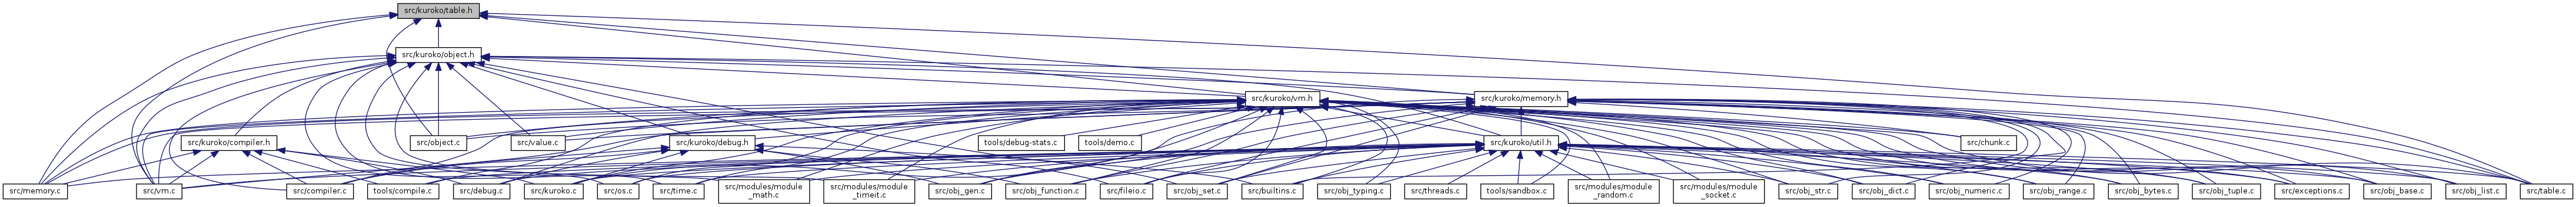 src/kuroko/table.h
src/kuroko/object.h
src/kuroko/vm.h
src/kuroko/memory.h
src/kuroko/compiler.h
src/object.c
src/value.c
src/kuroko/debug.h
tools/debug-stats.c
tools/demo.c
src/kuroko/util.h
src/chunk.c
src/memory.c
src/vm.c
src/compiler.c
tools/compile.c
src/debug.c
src/kuroko.c
src/os.c
src/time.c
src/modules/module
_math.c
src/modules/module
_timeit.c
src/obj_gen.c
src/obj_function.c
src/fileio.c
src/obj_set.c
src/builtins.c
src/obj_typing.c
src/threads.c
tools/sandbox.c
src/modules/module
_random.c
src/modules/module
_socket.c
src/obj_str.c
src/obj_dict.c
src/obj_numeric.c
src/obj_range.c
src/obj_bytes.c
src/obj_tuple.c
src/exceptions.c
src/obj_base.c
src/obj_list.c
src/table.c